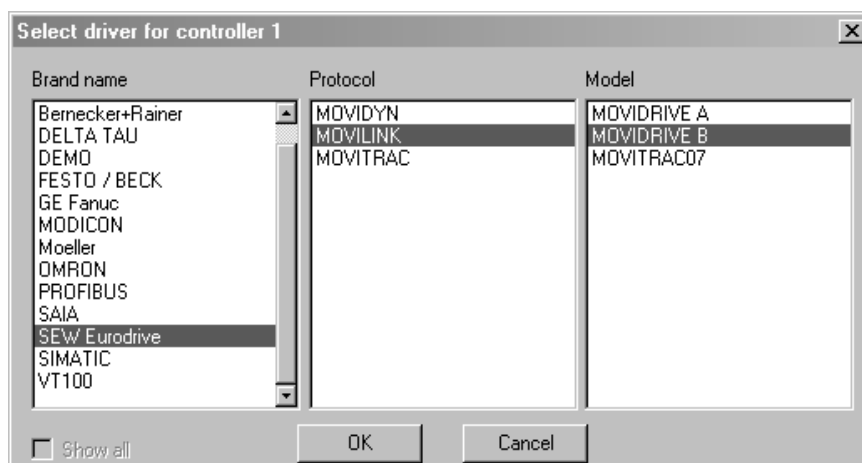 Select driver for controller 1
Brand name
Bernecker+Rainer
DELTA TAU
DEMO
FESTO / BECK
GE Fanuc
MODICON
Moeller
OMRON
PROFIBUS
SAIA
SEW Eurodrive
SIMATIC
VT100
Protocol
MOVIDYN
MOVILINK
MOVITRAC
Model
MOVIDRIVE A
MOVIDRIVE B
MOVITRAC07
Show all
OK
Cancel